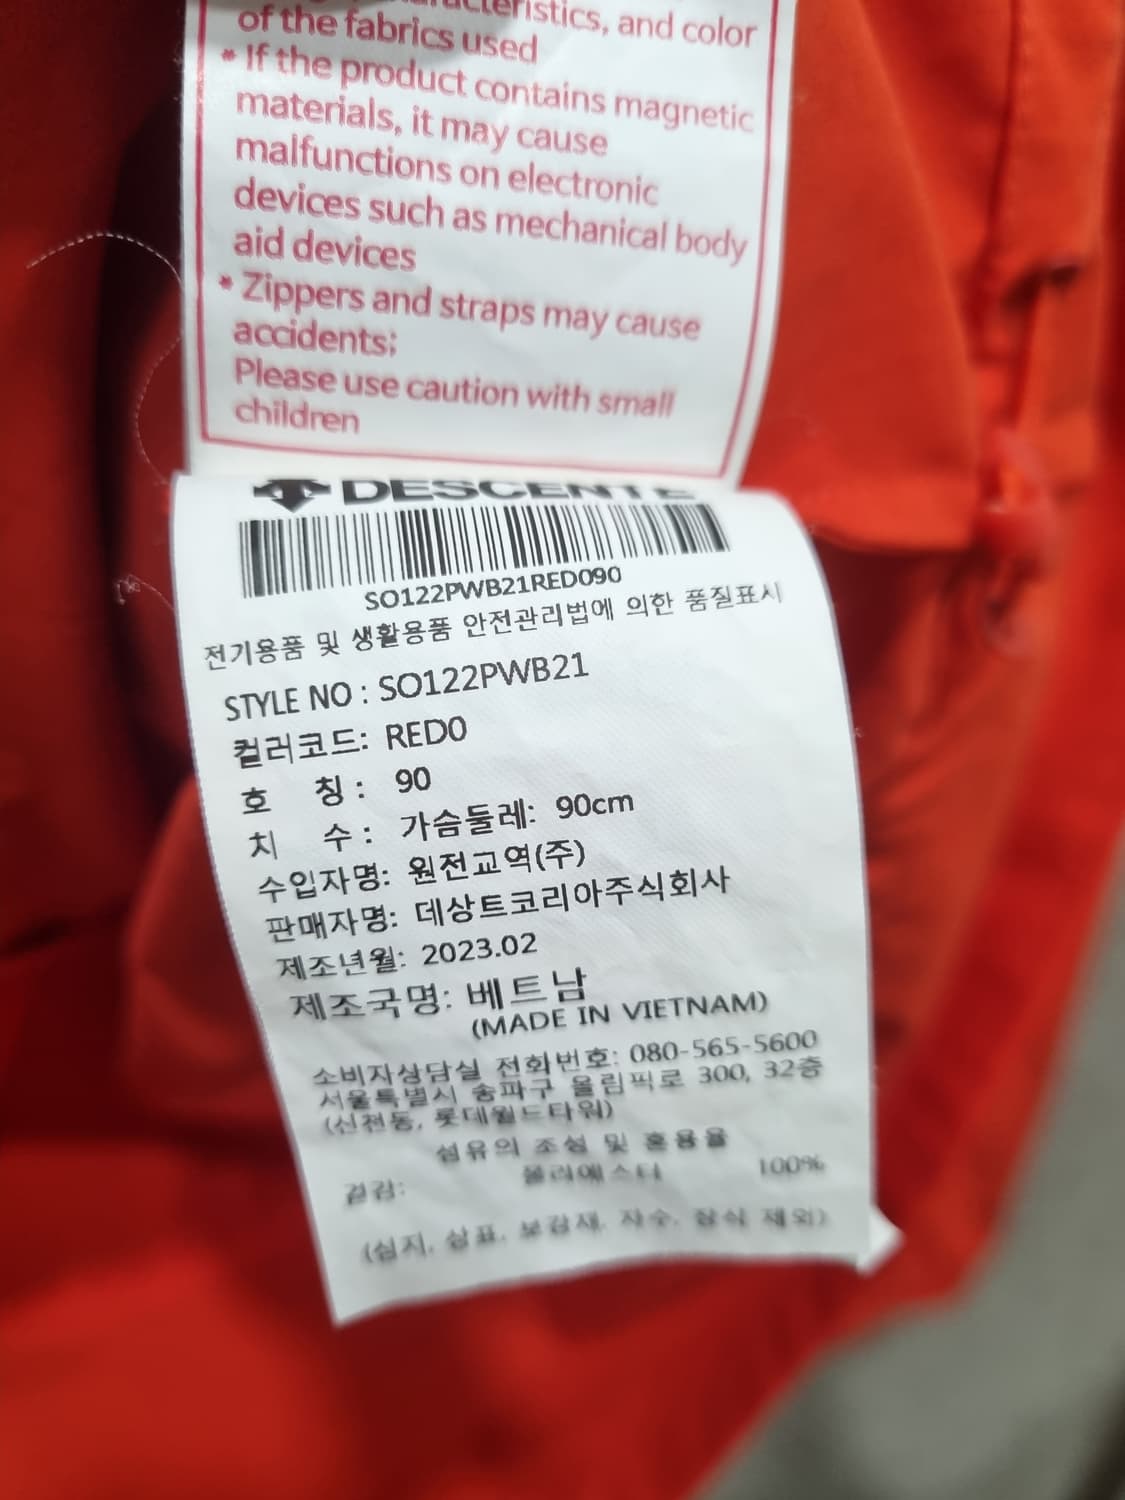 characteristics, and color
of the fabrics used
* If the product contains magnetic
materials, it may cause
malfunctions on electronic
devices such as mechanical body
aid devices
* Zippers and straps may cause
accidents;
Please use caution with small
children
DESCENTE
SO122PWB21RED090
전기용품 및 생활용품 안전관리법에 의한 품질표시
STYLE NO : SO122PWB21
컬러코드: RED0
호 칭 : 90
치 수 : 가슴둘레: 90cm
수입자명: 원전교역(주)
판매자명: 데상트코리아주식회사
제조년월: 2023.02
제조국명: 베트남
(MADE IN VIETNAM)
소비자상담실 전화번호: 080-565-5600
서울특별시 송파구 올림픽로 300, 32층
(신천동, 롯데월드타워)
섬유의 조성 및 혼용율
겉감: 폴리에스터 100%
(심지, 상표, 보강재, 자수, 장식 제외)